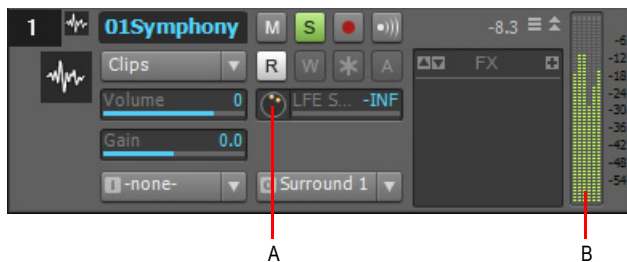 1 01Symphony M S -8.3
Clips R W A FX
Volume 0 LFE S... -INF
Gain 0.0
I -none- O Surround 1
-6
-12
-18
-24
-30
-36
-42
-48
-54
A B